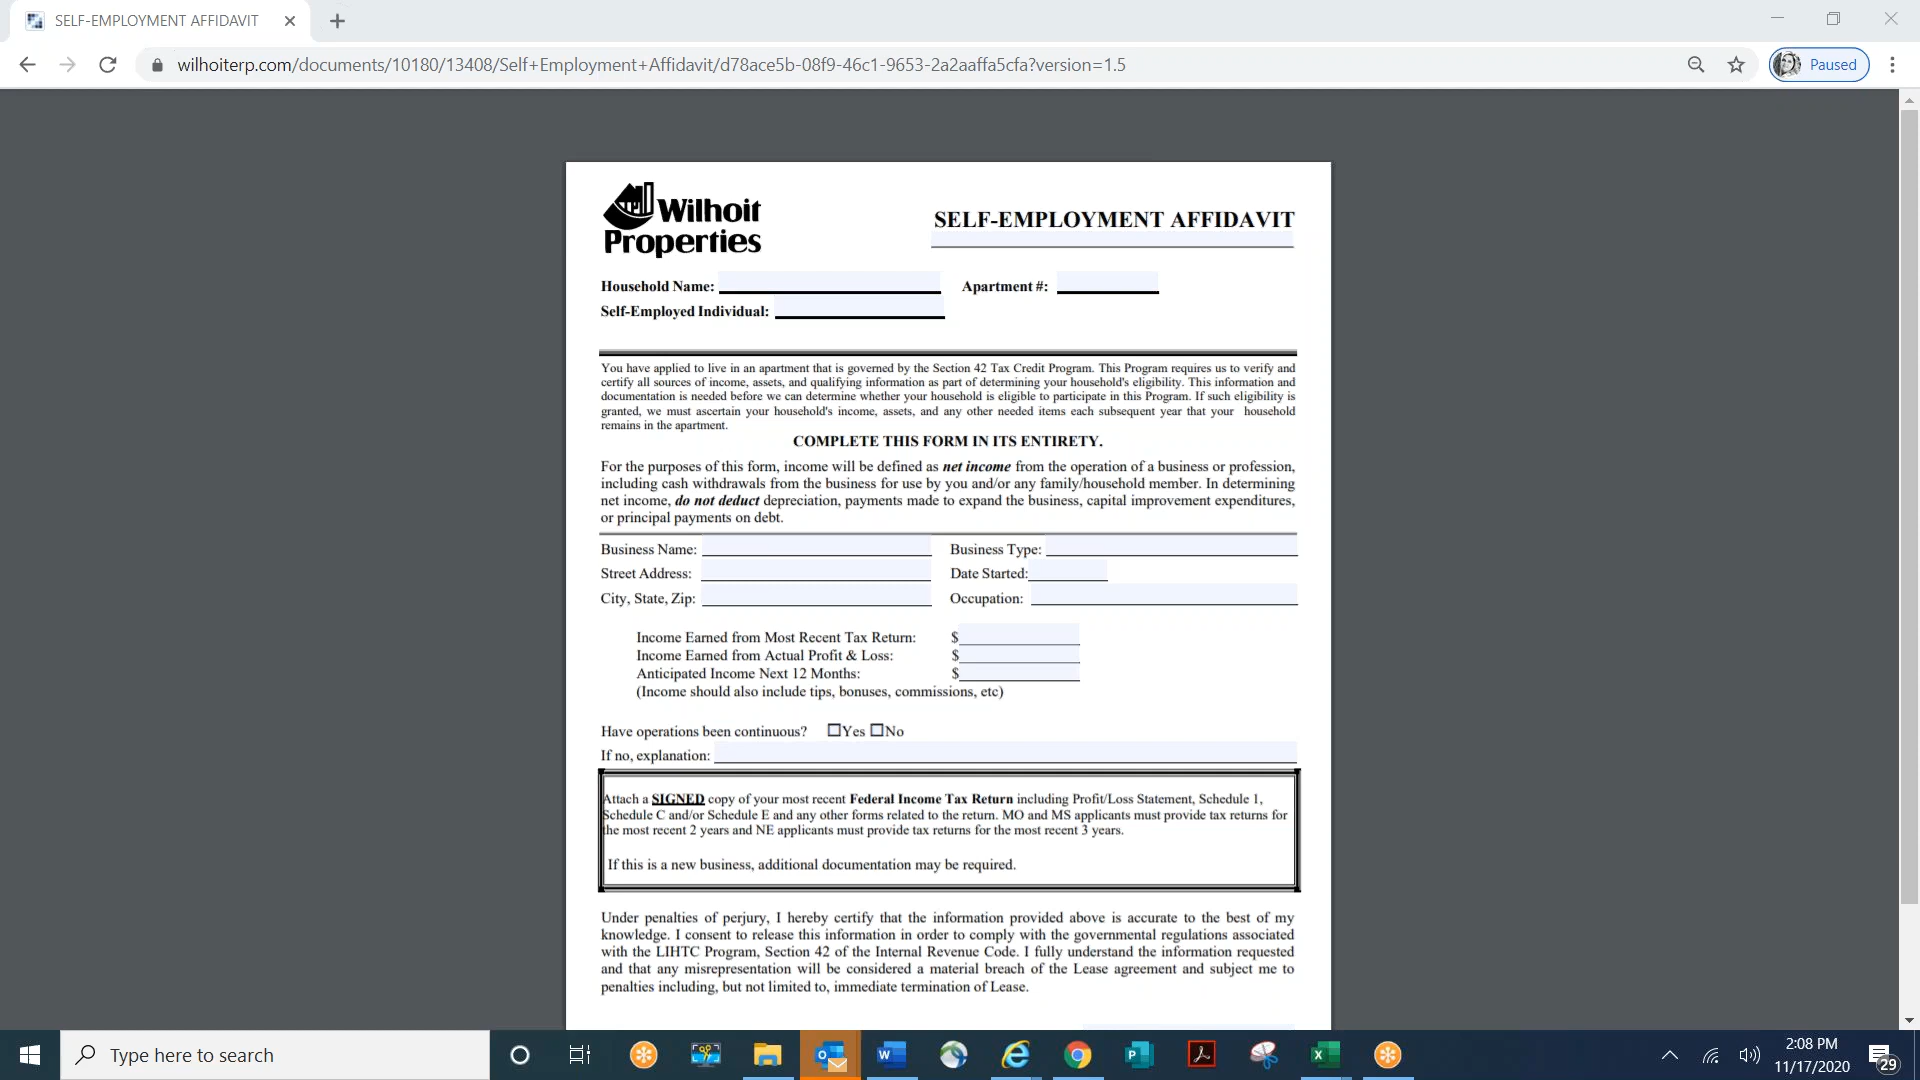 SELF-EMPLOYMENT AFFIDAVIT
wilhoiterp.com/documents/10180/13408/Self+Employment+Affidavit/d78ace5b-08f9-46c1-9653-2a2aaffa5cfa?version=1.5
Paused
Wilhoit
Properties
SELF-EMPLOYMENT AFFIDAVIT
Household Name: Apartment #:
Self-Employed Individual:
You have applied to live in an apartment that is governed by the Section 42 Tax Credit Program. This Program requires us to verify and
certify all sources of income, assets, and qualifying information as part of determining your household's eligibility. This information and
documentation is needed before we can determine whether your household is eligible to participate in this Program. If such eligibility is
granted, we must ascertain your household's income, assets, and any other needed items each subsequent year that your household
remains in the apartment.
COMPLETE THIS FORM IN ITS ENTIRETY.
For the purposes of this form, income will be defined as net income from the operation of a business or profession,
including cash withdrawals from the business for use by you and/or any family/household member. In determining
net income, do not deduct depreciation, payments made to expand the business, capital improvement expenditures,
or principal payments on debt.
Business Name: Business Type:
Street Address: Date Started:
City, State, Zip: Occupation:
Income Earned from Most Recent Tax Return: $
Income Earned from Actual Profit & Loss: $
Anticipated Income Next 12 Months: $
(Income should also include tips, bonuses, commissions, etc)
Have operations been continuous? ☐Yes ☐No
If no, explanation:
Attach a SIGNED copy of your most recent Federal Income Tax Return including Profit/Loss Statement, Schedule 1,
Schedule C and/or Schedule E and any other forms related to the return. MO and MS applicants must provide tax returns for
the most recent 2 years and NE applicants must provide tax returns for the most recent 3 years.
If this is a new business, additional documentation may be required.
Under penalties of perjury, I hereby certify that the information provided above is accurate to the best of my
knowledge. I consent to release this information in order to comply with the governmental regulations associated
with the LIHTC Program, Section 42 of the Internal Revenue Code. I fully understand the information requested
and that any misrepresentation will be considered a material breach of the Lease agreement and subject me to
penalties including, but not limited to, immediate termination of Lease.
Type here to search
2:08 PM
11/17/2020
29